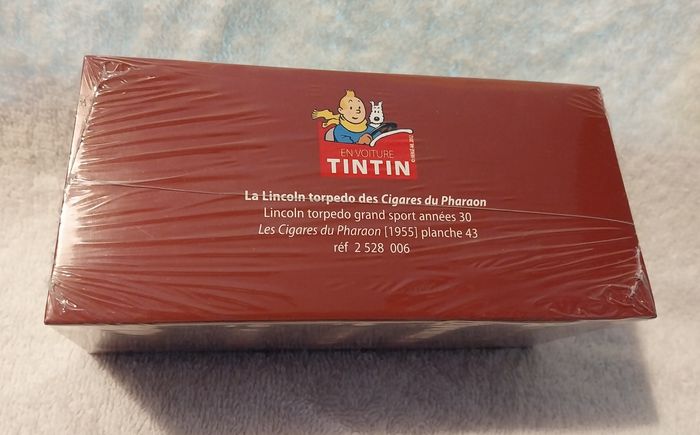 EN VOITURE
TINTIN
La Lincoln torpedo des Cigares du Pharaon
Lincoln torpedo grand sport années 30
Les Cigares du Pharaon [1955] planche 43
réf 2 528 006